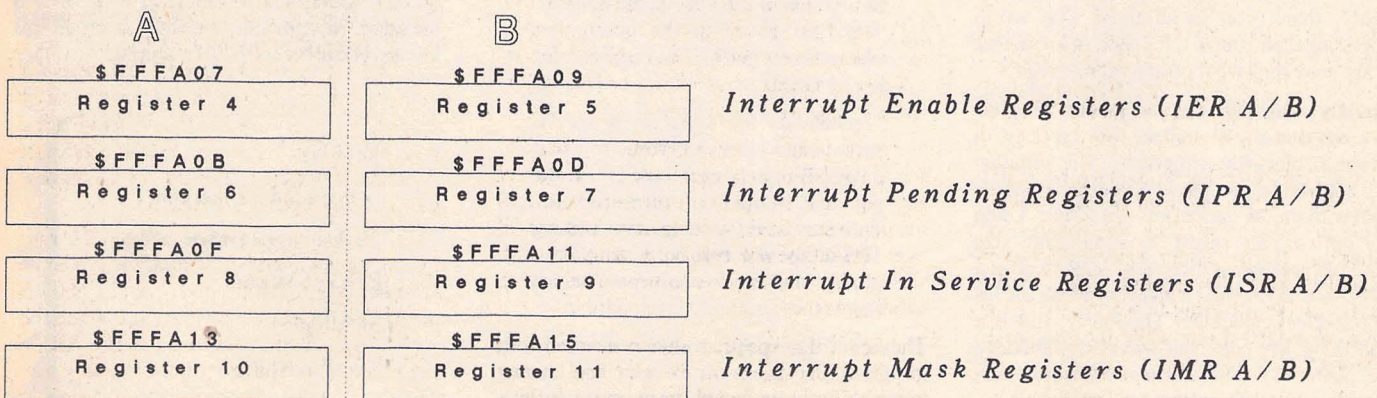 A B
$FFFA07 $FFFA09
Register 4 Register 5 Interrupt Enable Registers (IER A/B)
$FFFA0B $FFFA0D
Register 6 Register 7 Interrupt Pending Registers (IPR A/B)
$FFFA0F $FFFA11
Register 8 Register 9 Interrupt In Service Registers (ISR A/B)
$FFFA13 $FFFA15
Register 10 Register 11 Interrupt Mask Registers (IMR A/B)